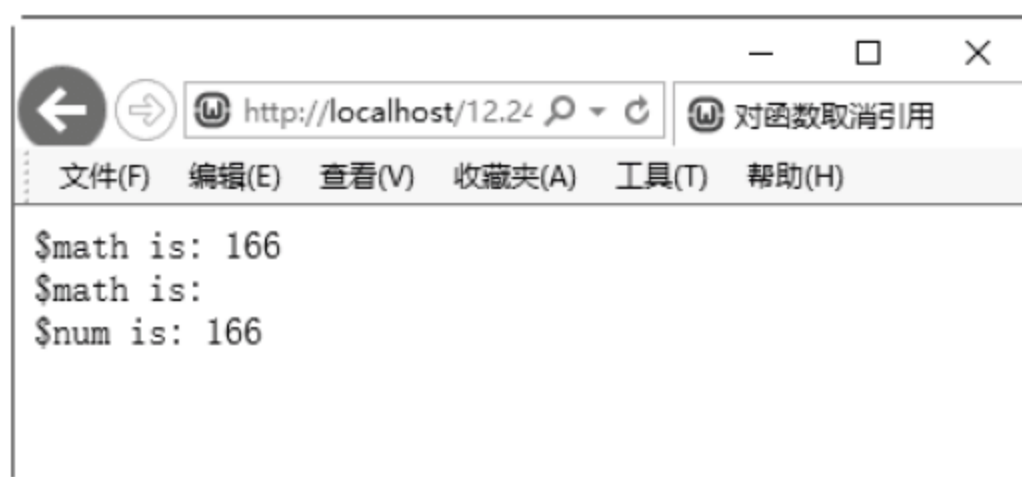 http://localhost/12.24
对函数取消引用
文件(F) 编辑(E) 查看(V) 收藏夹(A) 工具(T) 帮助(H)
$math is: 166
$math is:
$num is: 166